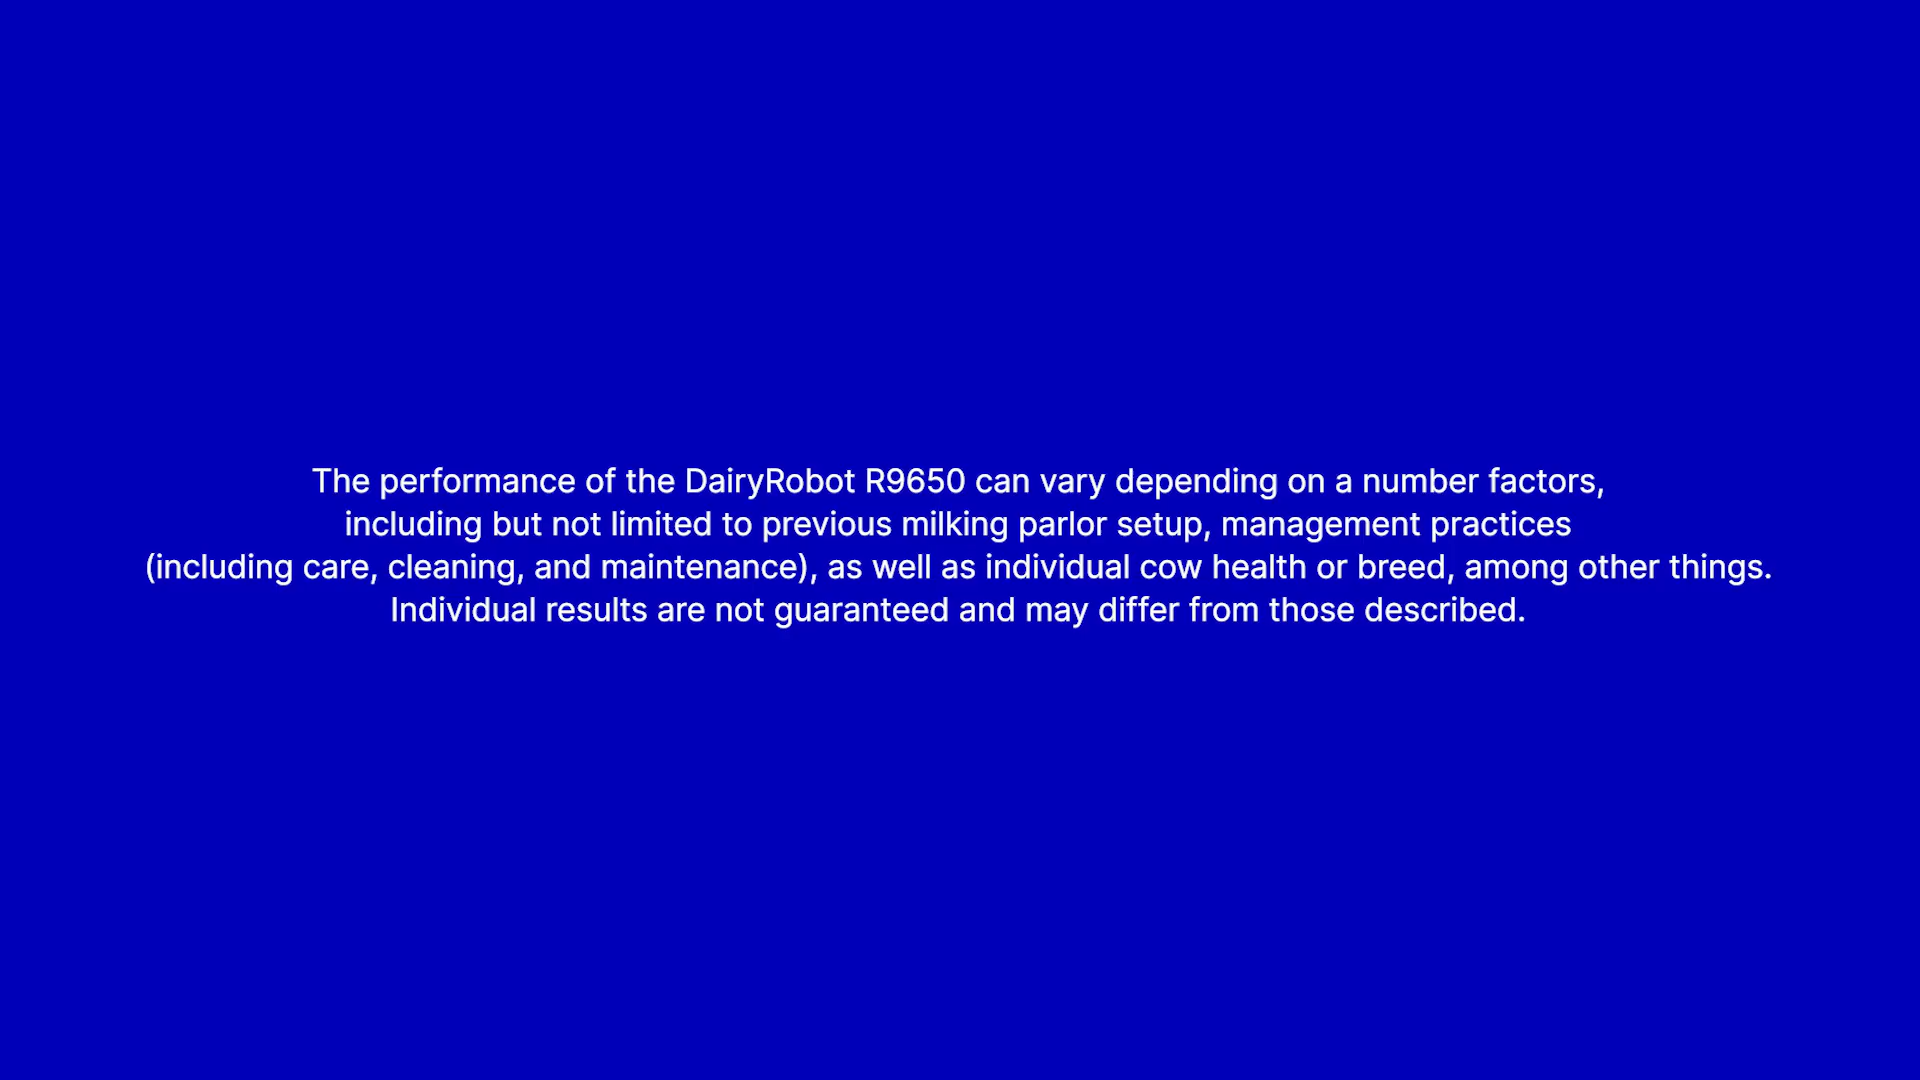 The performance of the DairyRobot R9650 can vary depending on a number factors,
including but not limited to previous milking parlor setup, management practices
(including care, cleaning, and maintenance), as well as individual cow health or breed, among other things.
Individual results are not guaranteed and may differ from those described.